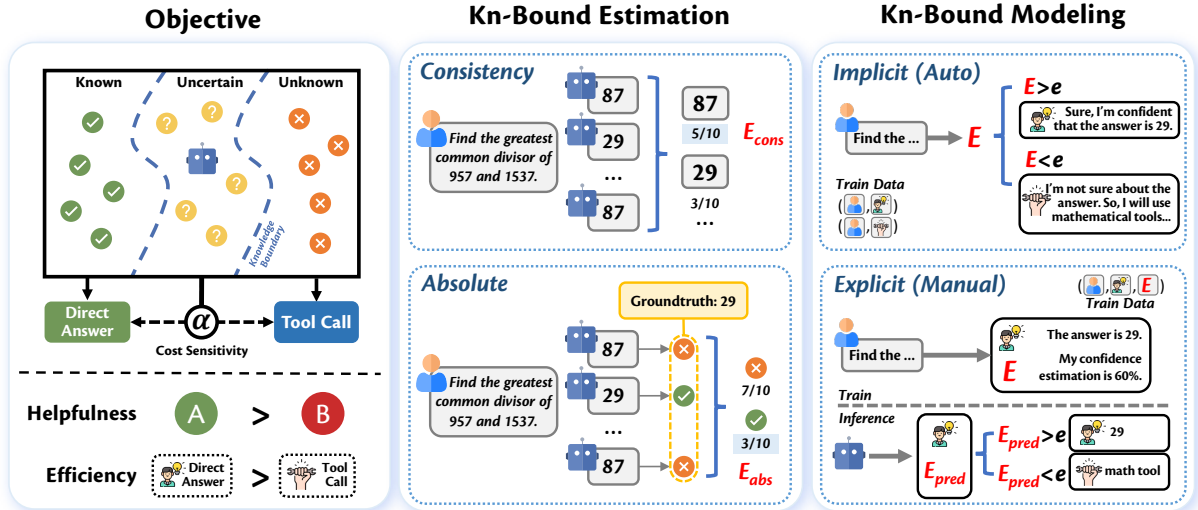 Objective
Known
Uncertain
Unknown
Knowledge
Boundary
Direct
Answer
α
Tool Call
Cost Sensitivity
Helpfulness
A
>
B
Efficiency
Direct
Answer
>
Tool
Call
Kn-Bound Estimation
Consistency
Find the greatest
common divisor of
957 and 1537.
87
29
...
87
87
5/10
29
3/10
...
E_cons
Absolute
Groundtruth: 29
Find the greatest
common divisor of
957 and 1537.
87
29
...
87
7/10
3/10
E_abs
Kn-Bound Modeling
Implicit (Auto)
Find the ...
E
E>e
Sure, I'm confident
that the answer is 29.
E<e
I'm not sure about the
answer. So, I will use
mathematical tools...
Train Data
( , )
( , )
Explicit (Manual)
( , , E )
Train Data
Find the ...
The answer is 29.
E
My confidence
estimation is 60%.
Train
Inference
E_pred
E_pred>e
29
E_pred<e
math tool